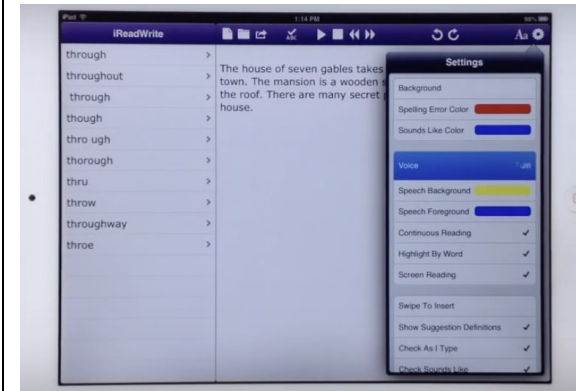 iPad
1:14 PM
iReadWrite
ABC
Aa
through
throughout
through
though
thro ugh
thorough
thru
throw
throughway
throe
The house of seven gables takes
town. The mansion is a wooden
the roof. There are many secret
house.
Settings
Background
Spelling Error Color
Sounds Like Color
Voice
Speech Background
Speech Foreground
Continuous Reading
Highlight By Word
Screen Reading
Swipe To Insert
Show Suggestion Definitions
Check As I Type
Check Sounds Like